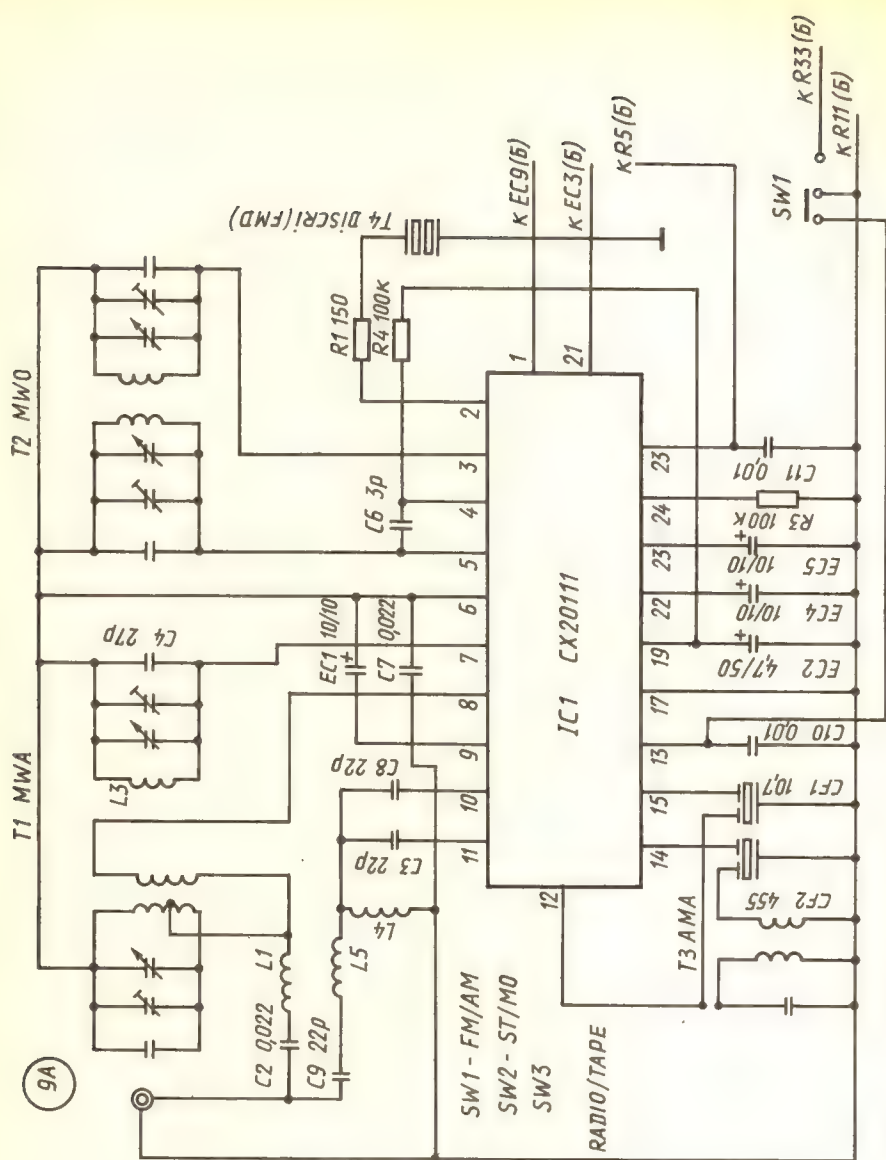 9A
T1 MWA
T2 MWO
L3
C4 27p
L1
C2 0,022
C9 22p
L5
L4
C3 22p
C8 22p
EC1 10/10
+
C7 0,022
C6 3p
R1 150
R4 100к
T4 DISCRI(FMD)
к EC9(Б)
к EC3(Б)
кR5(Б)
к R33(Б)
кR11(Б)
SW1
11
10
9
8
7
6
5
4
3
2
1
21
12
IC1 CX20111
14
15
13
17
19
22
23
24
23
CF2 455
CF1 10,7
C10 0,01
EC2 4,7/50
+
EC4 10/10
+
EC5 10/10
+
R3 100к
C11 0,01
T3 AMA
SW1 - FM/AM
SW2 - ST/MO
SW3
RADIO/TAPE